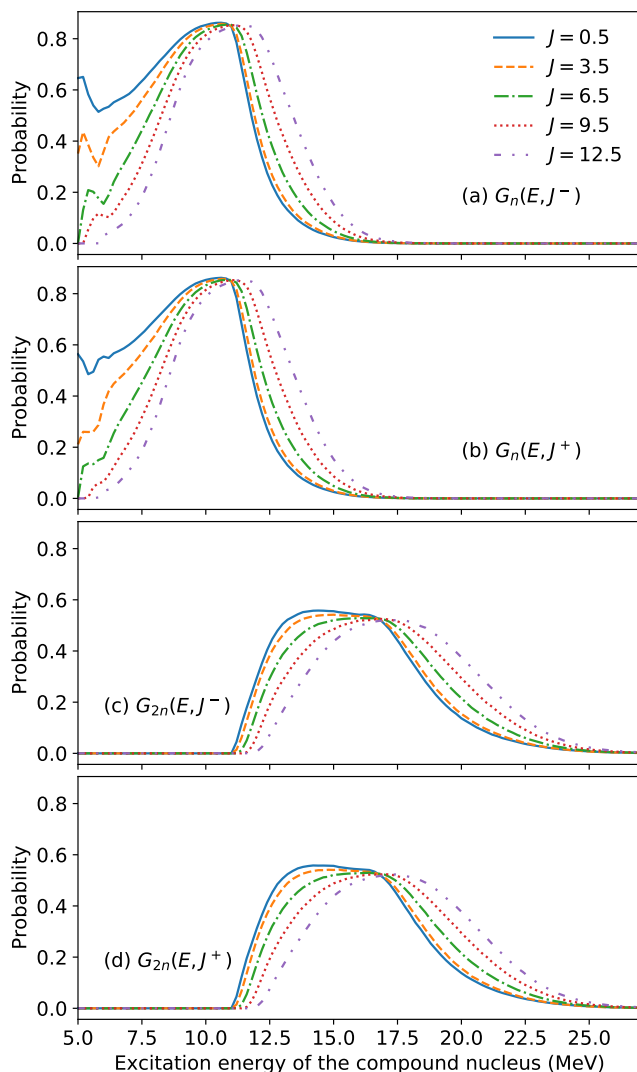 0.8
0.6
0.4
0.2
0.0
Probability
J = 0.5
J = 3.5
J = 6.5
J = 9.5
J = 12.5
(a) Gₙ(E, J⁻)
0.8
0.6
0.4
0.2
0.0
Probability
(b) Gₙ(E, J⁺)
0.8
0.6
0.4
0.2
0.0
Probability
(c) G₂ₙ(E, J⁻)
0.8
0.6
0.4
0.2
0.0
Probability
(d) G₂ₙ(E, J⁺)
5.0 7.5 10.0 12.5 15.0 17.5 20.0 22.5 25.0
Excitation energy of the compound nucleus (MeV)